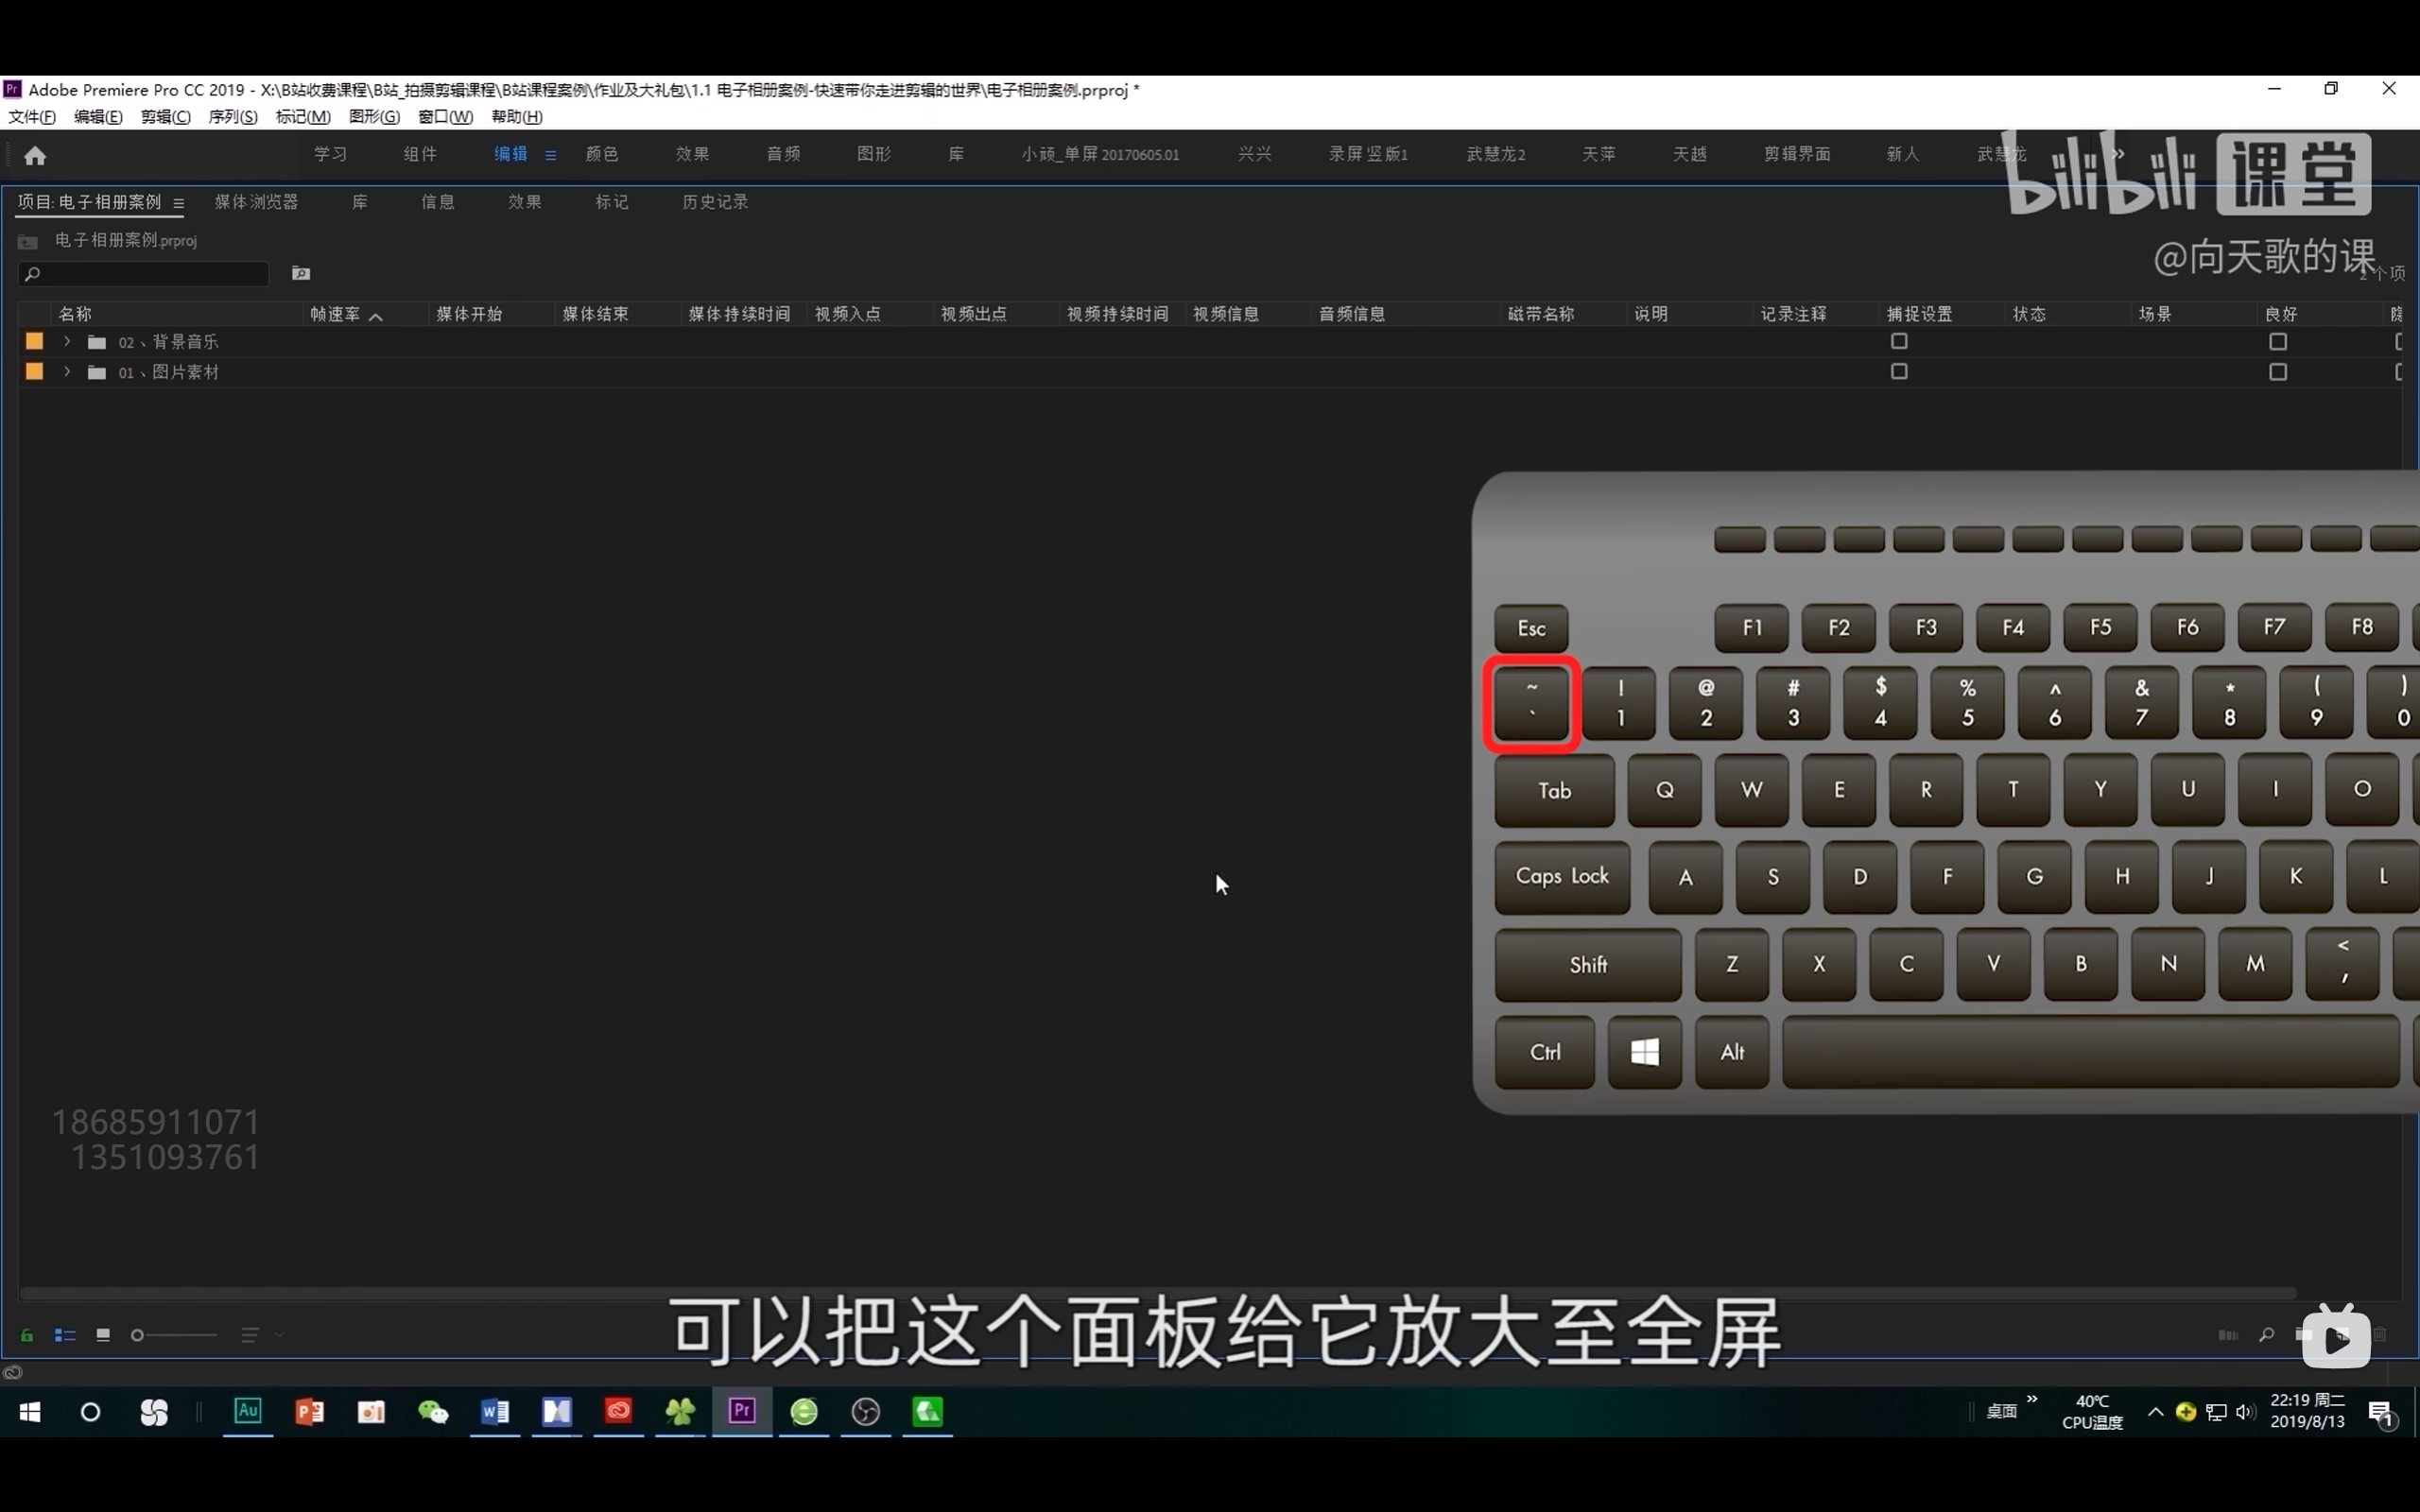 Adobe Premiere Pro CC 2019 - X:\B站收费课程\B站_拍摄剪辑课程\B站课程案例\作业及大礼包\1.1 电子相册案例-快速带你走进剪辑的世界\电子相册案例.prproj *
文件(F) 编辑(E) 剪辑(C) 序列(S) 标记(M) 图形(G) 窗口(W) 帮助(H)
学习 组件 编辑 颜色 效果 音频 图形 库 小顽_单屏20170605.01 兴兴 录屏竖版1 武慧龙2 天萍 天越 剪辑界面 新人 武慧龙 »
bilibili 课堂
项目: 电子相册案例 媒体浏览器 库 信息 效果 标记 历史记录
电子相册案例.prproj
@向天歌的课
2 个项
名称 帧速率 媒体开始 媒体结束 媒体持续时间 视频入点 视频出点 视频持续时间 视频信息 音频信息 磁带名称 说明 记录注释 捕捉设置 状态 场景 良好
02、背景音乐
01、图片素材
Esc F1 F2 F3 F4 F5 F6 F7 F8
~ ! @ # $ % ^ & * ( )
` 1 2 3 4 5 6 7 8 9 0
Tab Q W E R T Y U I O
Caps Lock A S D F G H J K L
Shift Z X C V B N M <
,
Ctrl Alt
18685911071
1351093761
可以把这个面板给它放大至全屏
Au Pr
桌面 » 40℃ 22:19 周二
CPU温度 2019/8/13
1